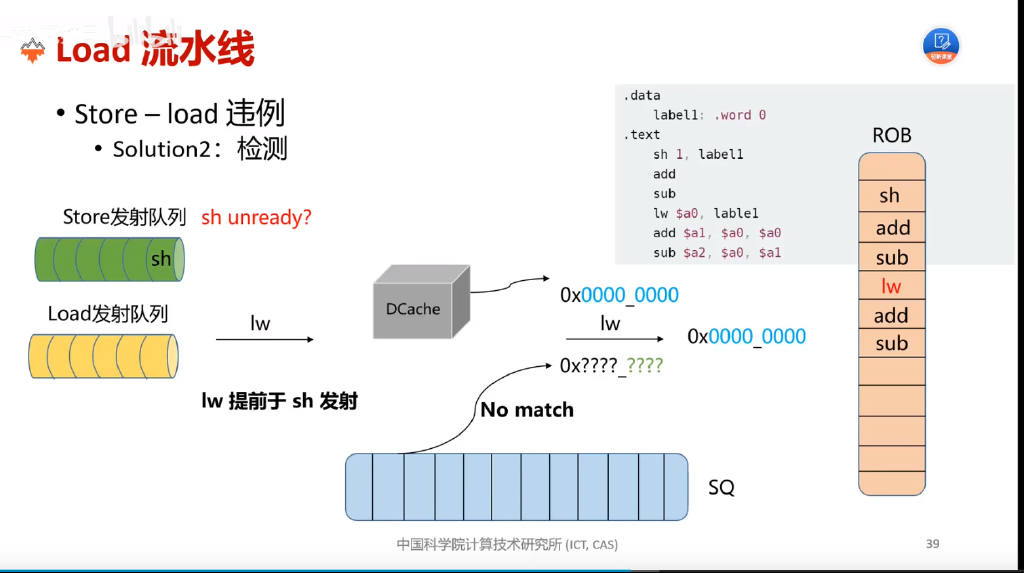 Load 流水线
• Store – load 违例
• Solution2：检测
.data
label1: .word 0
.text
sh 1, label1
add
sub
lw $a0, lable1
add $a1, $a0, $a0
sub $a2, $a0, $a1
ROB
sh
add
sub
lw
add
sub
Store发射队列
sh unready?
sh
Load发射队列
lw
lw 提前于 sh 发射
DCache
0x0000_0000
lw
0x0000_0000
0x????_????
No match
SQ
中国科学院计算技术研究所 (ICT, CAS)
39